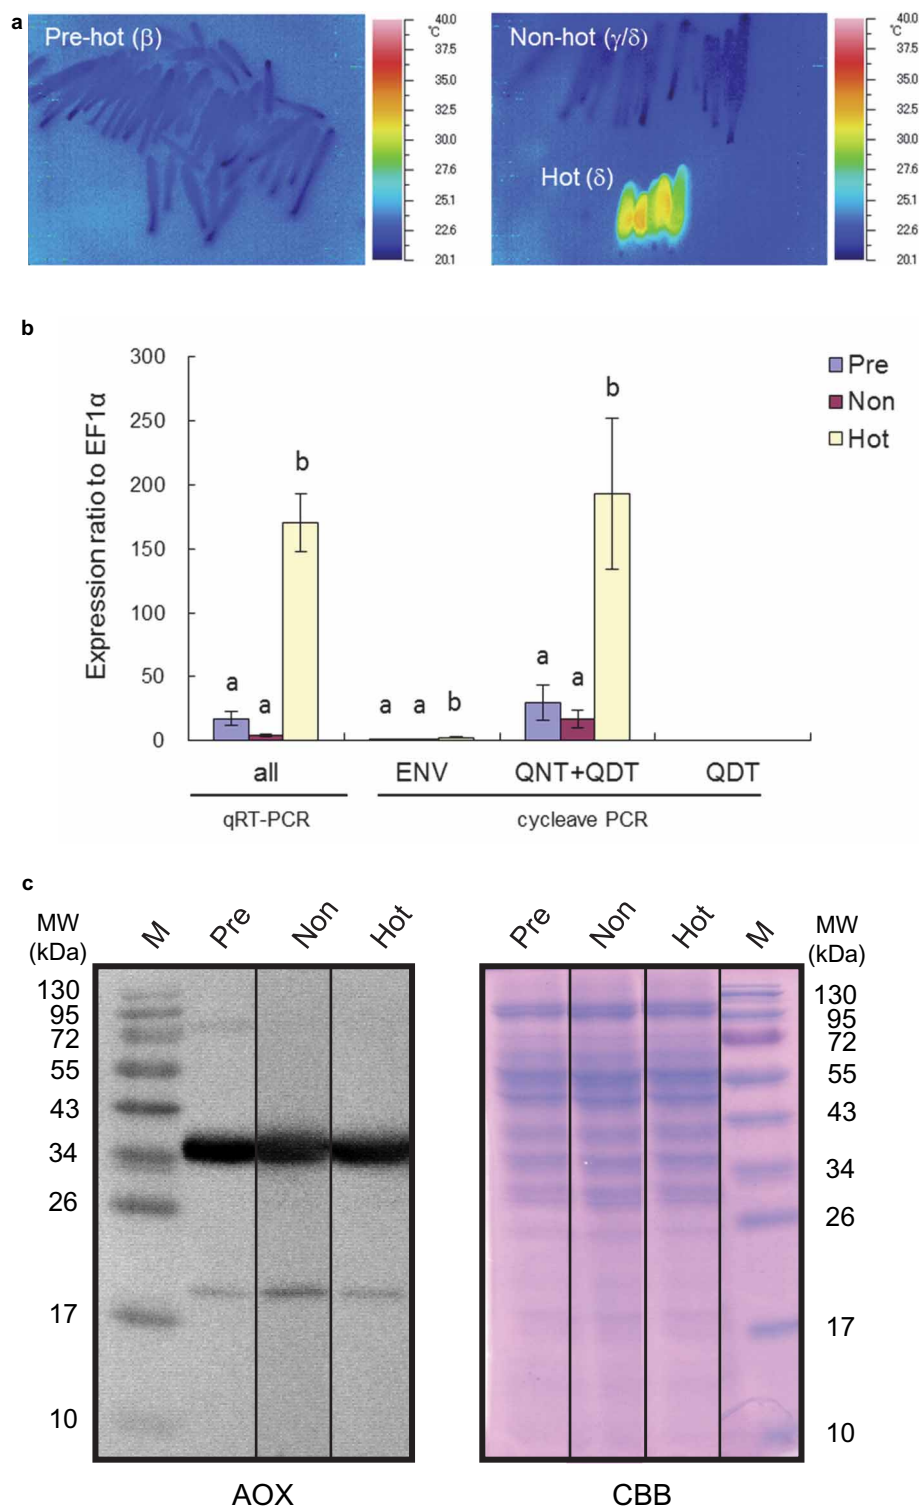 a
Pre-hot (β)
40.0
°C
37.5
35.0
32.6
30.0
27.6
25.1
22.6
20.1
Non-hot (γ/δ)
Hot (δ)
40.0
°C
37.5
35.0
32.6
30.0
27.6
25.1
22.6
20.1
b
Expression ratio to EF1α
300
250
200
150
100
50
0
a
a
b
a
a
b
a
a
b
Pre
Non
Hot
all
ENV
QNT+QDT
QDT
qRT-PCR
cycleave PCR
c
MW
(kDa)
M
Pre
Non
Hot
130
95
72
55
43
34
26
17
10
AOX
Pre
Non
Hot
M
MW
(kDa)
130
95
72
55
43
34
26
17
10
CBB